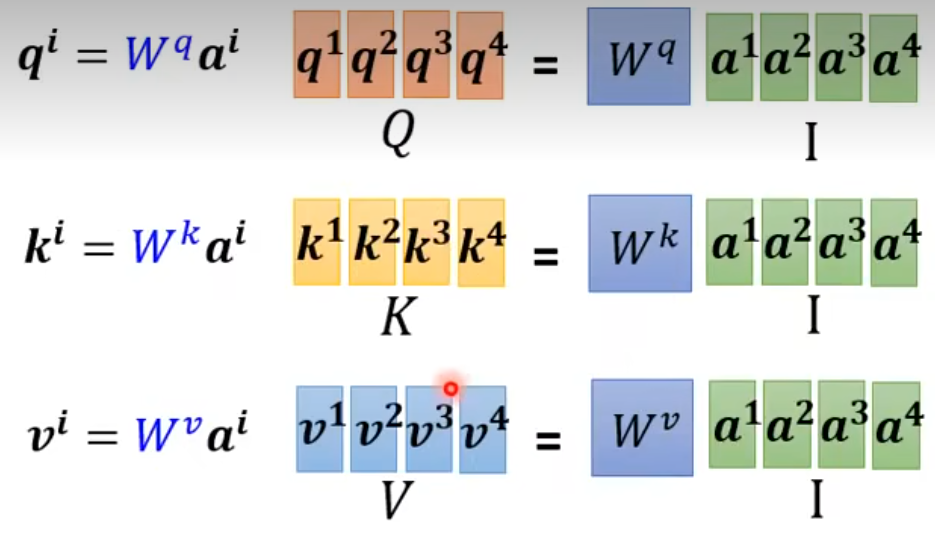 qⁱ = W^q aⁱ q¹ q² q³ q⁴ = W^q a¹ a² a³ a⁴
Q I
kⁱ = W^k aⁱ k¹ k² k³ k⁴ = W^k a¹ a² a³ a⁴
K I
vⁱ = W^v aⁱ v¹ v² v³ v⁴ = W^v a¹ a² a³ a⁴
V I